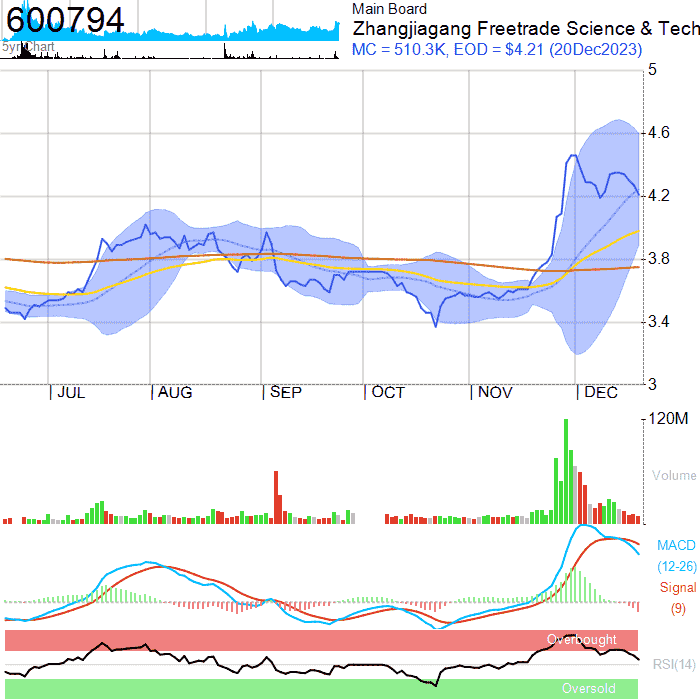 600794
5yr Chart
Main Board
Zhangjiagang Freetrade Science & Tech
MC = 510.3K, EOD = $4.21 (20Dec2023)
5
4.6
4.2
3.8
3.4
3
JUL AUG SEP OCT NOV DEC
120M
Volume
MACD
(12-26)
Signal
(9)
Overbought
RSI(14)
Oversold